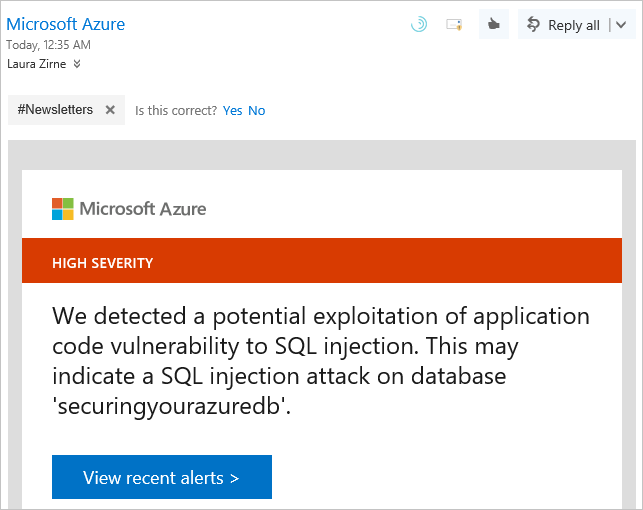 Microsoft Azure
Today, 12:35 AM
Laura Zirne
Reply all
#Newsletters
Is this correct? Yes No
Microsoft Azure
HIGH SEVERITY
We detected a potential exploitation of application
code vulnerability to SQL injection. This may
indicate a SQL injection attack on database
'securingyourazuredb'.
View recent alerts >